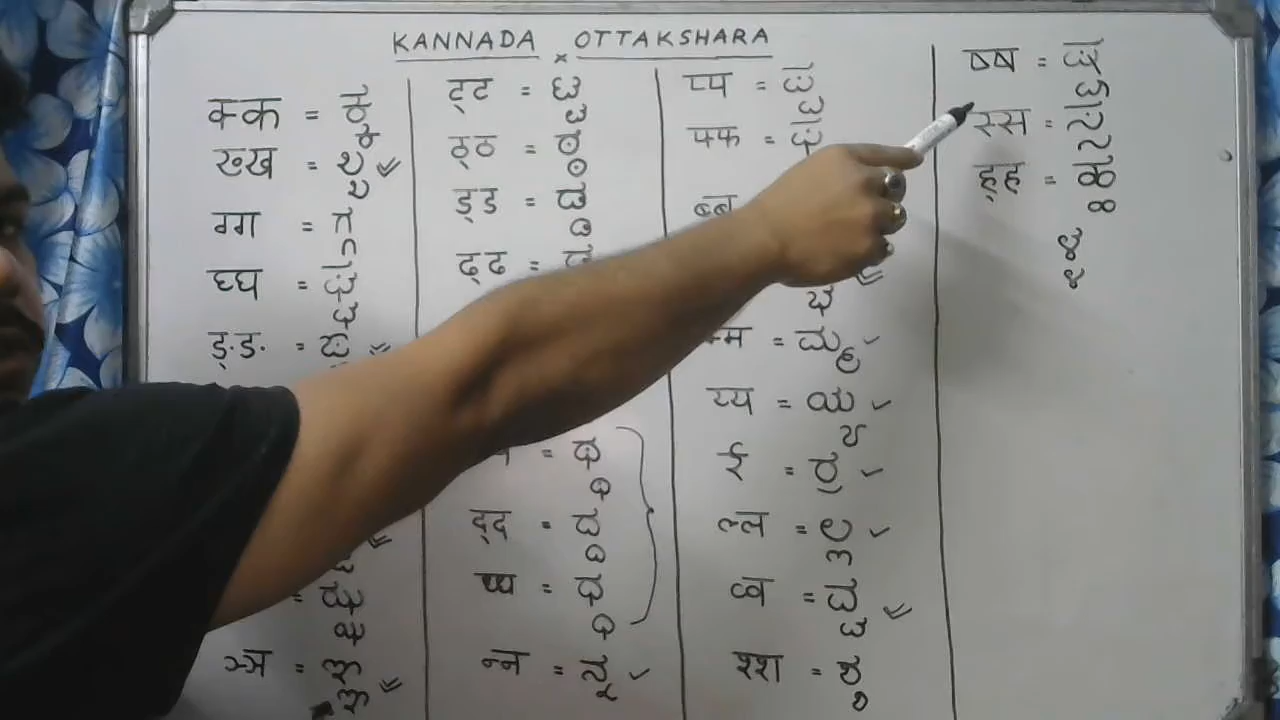 KANNADA OTTAKSHARA
क्क = ಕ್ಕ
ख्ख = ಖ್ಖ
ग्ग = ಗ್ಗ
घ्घ = ಘ್ಘ
ङ्ङ = ಙ್ಙ
ञ्ञ = ಞ್ಞ
ट्ट = ಟ್ಟ
ठ्ठ = ಠ್ಠ
ड्ड = ಡ್ಡ
ढ्ढ =
= ಥ್ಥ
द्द = ದ್ದ
ध्ध = ಧ್ಧ
न्न = ನ್ನ
प्प = ಪ್ಪ
फ्फ =
ब्ब
म्म = ಮ್ಮ
य्य = ಯ್ಯ
र्र = ರ್ರ
ल्ल = ಲ್ಲ
व्व = ವ್ವ
श्श = ಶ್ಶ
ष्ष = ಷ್ಷ
स्स = ಸ್ಸ
ह्ह = ಹ್ಹ
ಳ್ಳ